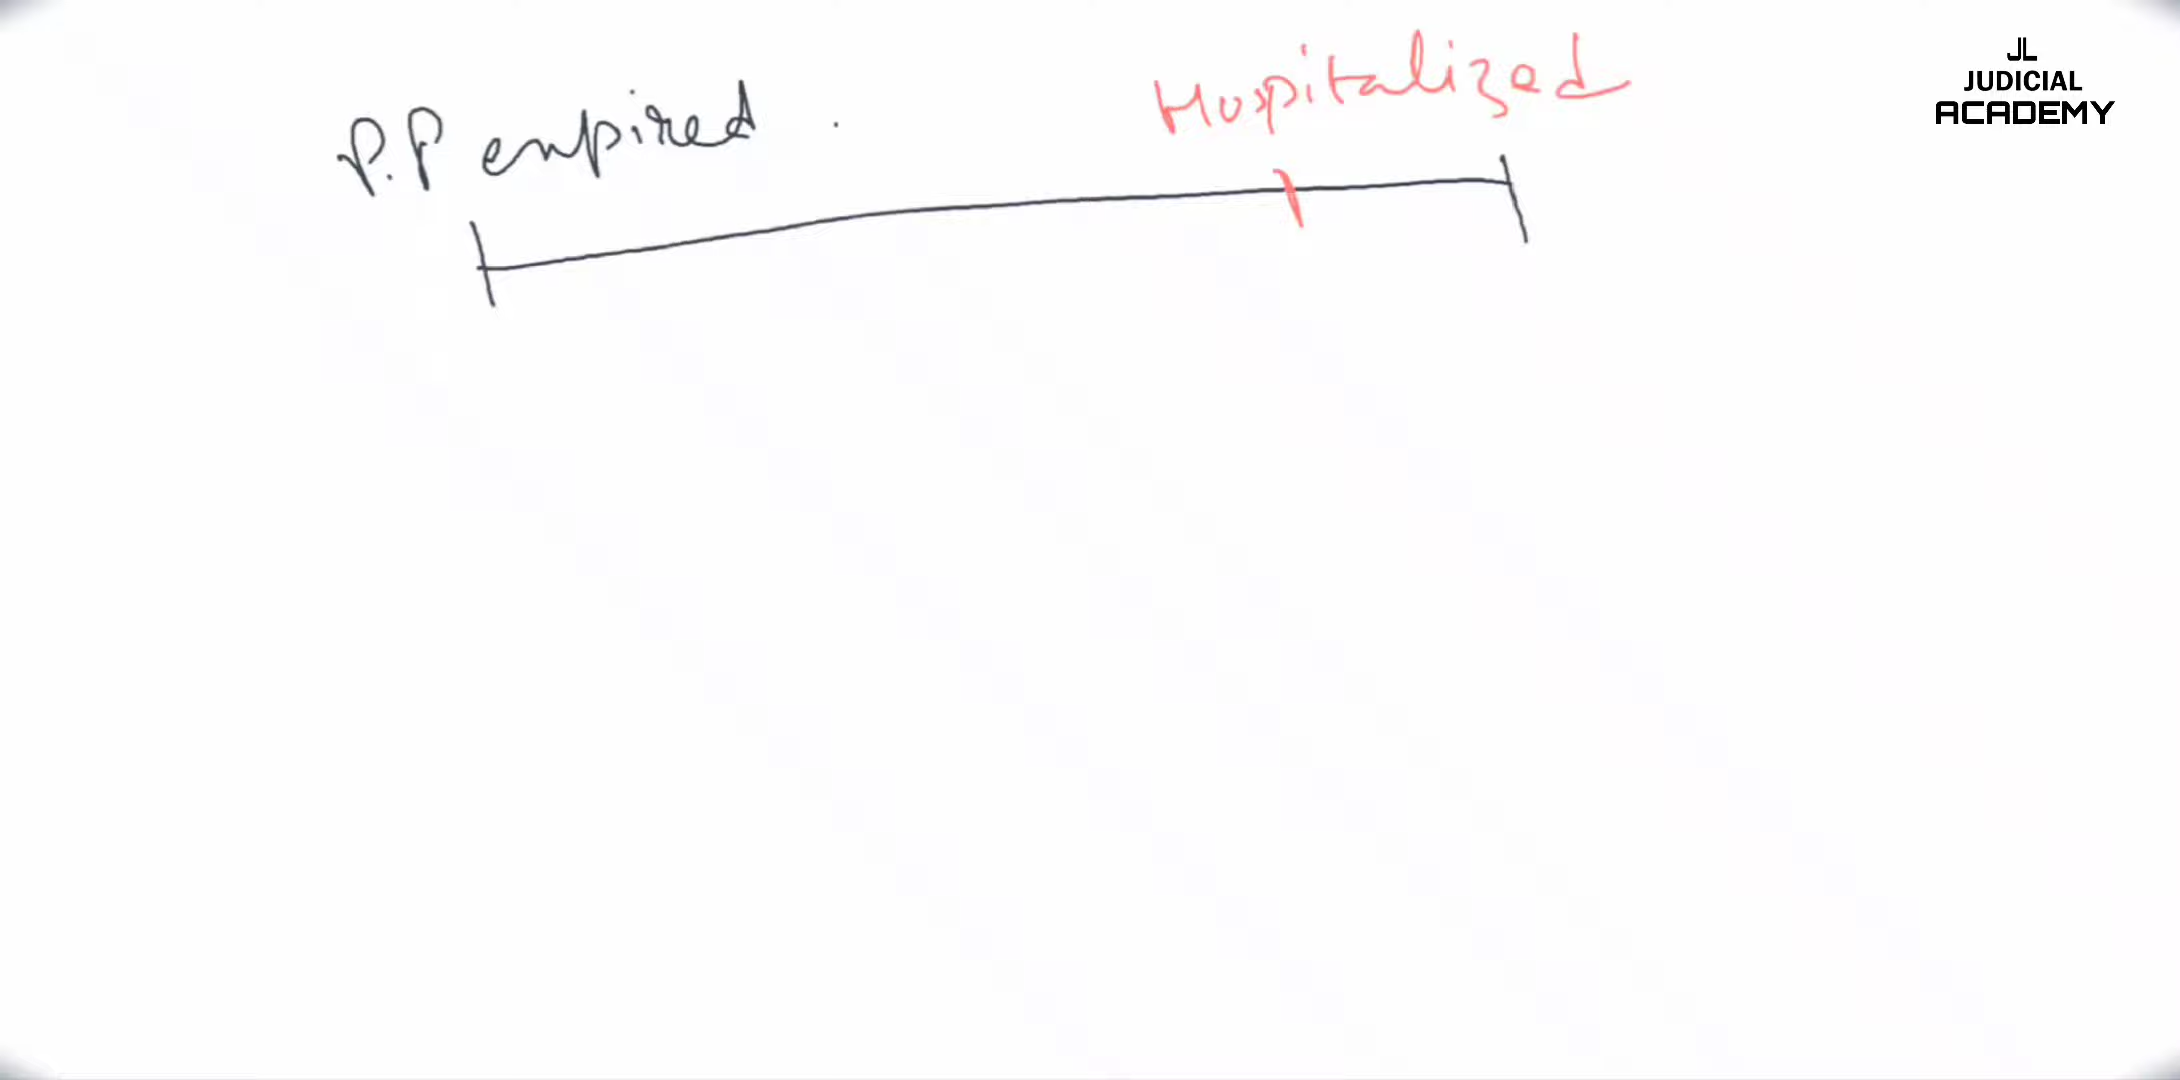 P.P expired .
Hospitalized
JL
JUDICIAL
ACADEMY